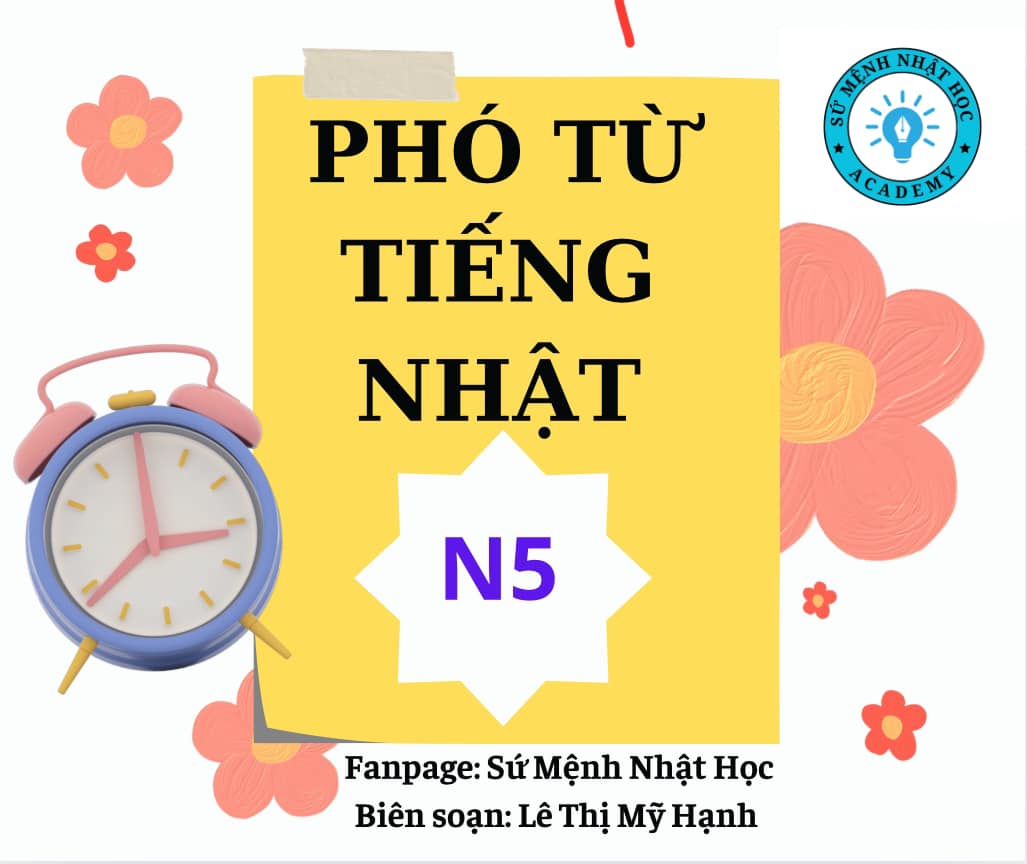 PHÓ TỪ
TIẾNG
NHẬT
N5
SỨ MỆNH NHẬT HỌC
ACADEMY
Fanpage: Sứ Mệnh Nhật Học
Biên soạn: Lê Thị Mỹ Hạnh